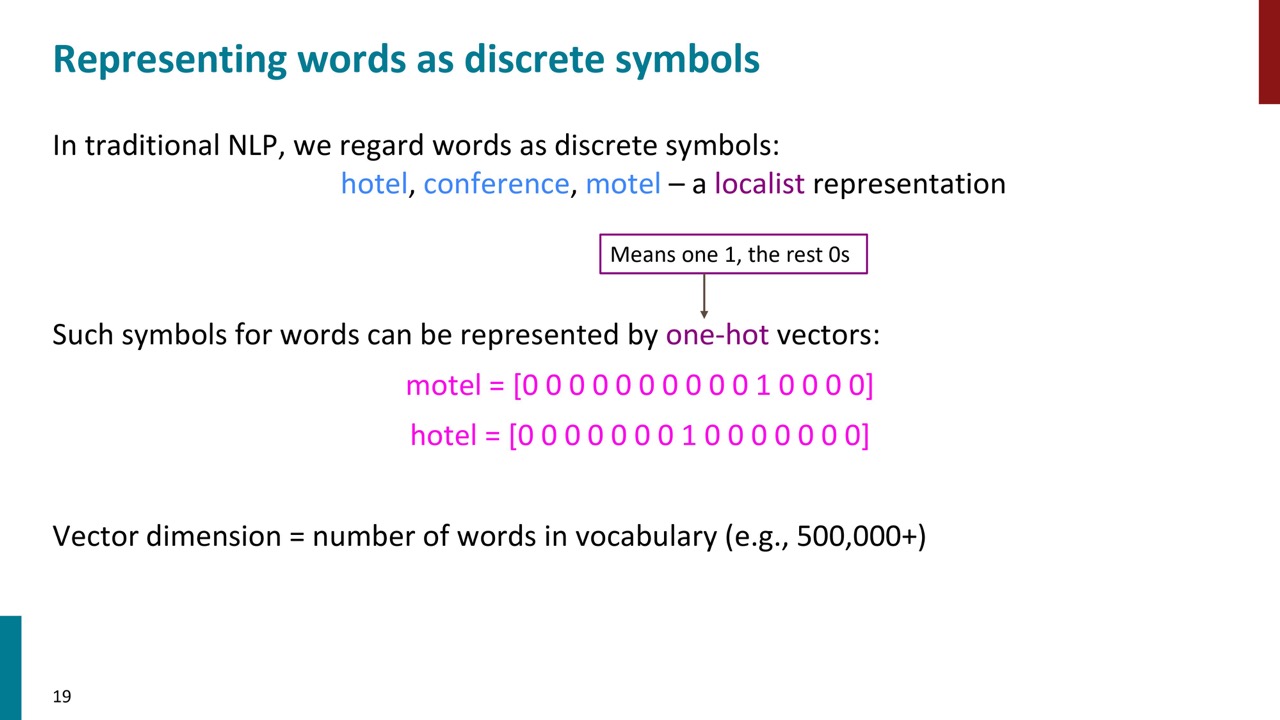 Representing words as discrete symbols
In traditional NLP, we regard words as discrete symbols:
hotel, conference, motel – a localist representation
Means one 1, the rest 0s
Such symbols for words can be represented by one-hot vectors:
motel = [0 0 0 0 0 0 0 0 0 0 1 0 0 0 0]
hotel = [0 0 0 0 0 0 0 1 0 0 0 0 0 0 0]
Vector dimension = number of words in vocabulary (e.g., 500,000+)
19